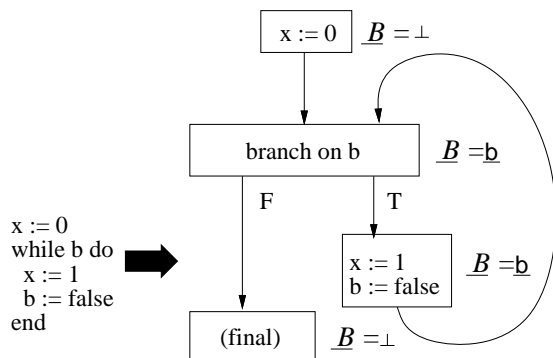 x := 0 B = ⊥
branch on b B = b
F T
x := 0
while b do
x := 1
b := false
end
x := 1
b := false
B = b
(final) B = ⊥